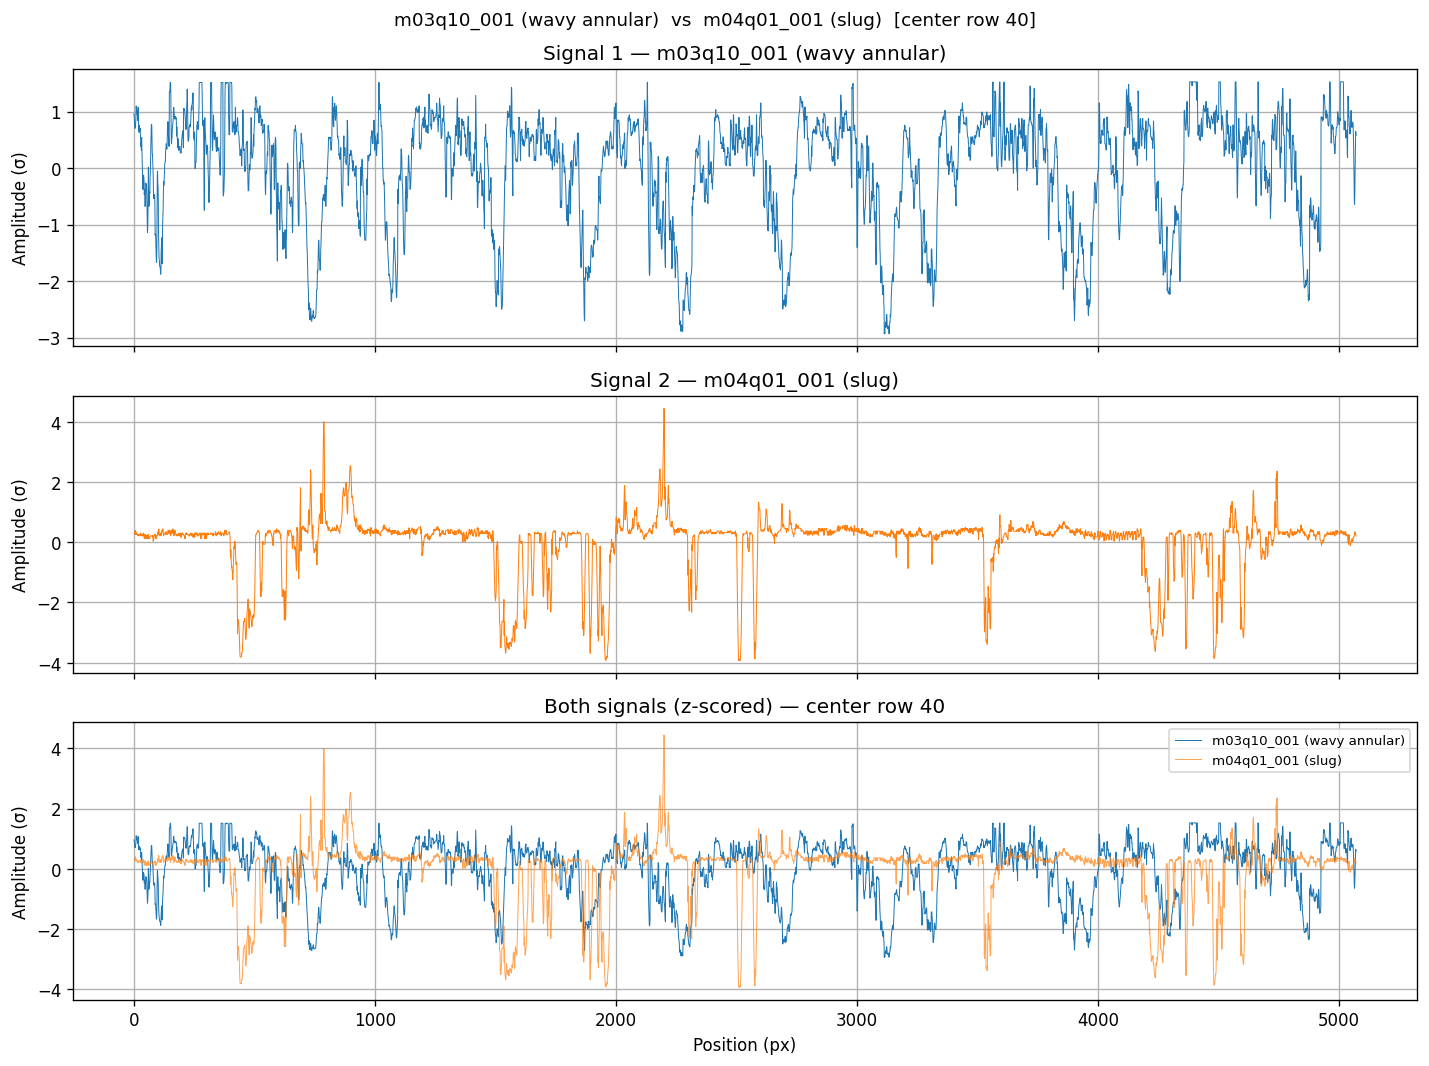 m03q10_001 (wavy annular)  vs  m04q01_001 (slug)  [center row 40]
Signal 1 — m03q10_001 (wavy annular)
Amplitude (σ)
1
0
−1
−2
−3
Signal 2 — m04q01_001 (slug)
Amplitude (σ)
4
2
0
−2
−4
Both signals (z-scored) — center row 40
Amplitude (σ)
4
2
0
−2
−4
m03q10_001 (wavy annular)
m04q01_001 (slug)
0 1000 2000 3000 4000 5000
Position (px)